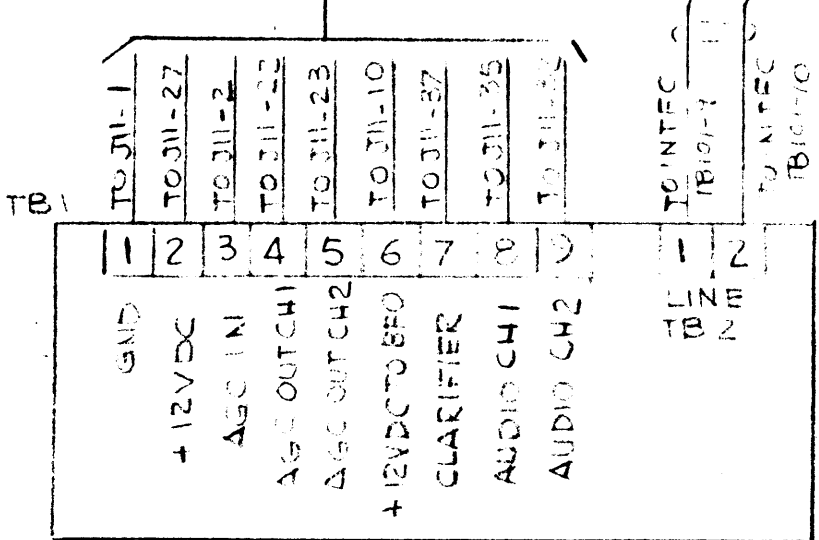 TO J11-1
TO J11-27
TO J11-2
TO J11-23
TO J11-10
TO J11-37
TO J11-35
TO J11-
TO INTFC
TB101-9
TO INTFC
TB101-10
TB1
1 2 3 4 5 6 7 8 9
1 2
LINE
TB 2
GND
+12VDC
AGC IN
AGC OUT CH1
AGC OUT CH2
+12VDC TO BFO
CLARIFIER
AUDIO CH1
AUDIO CH2